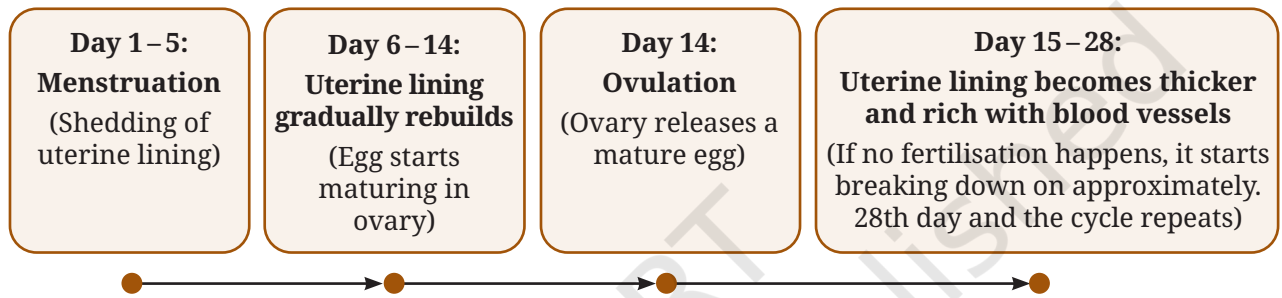 Day 1 – 5:
Menstruation
(Shedding of
uterine lining)
Day 6 – 14:
Uterine lining
gradually rebuilds
(Egg starts
maturing in
ovary)
Day 14:
Ovulation
(Ovary releases a
mature egg)
Day 15 – 28:
Uterine lining becomes thicker
and rich with blood vessels
(If no fertilisation happens, it starts
breaking down on approximately.
28th day and the cycle repeats)